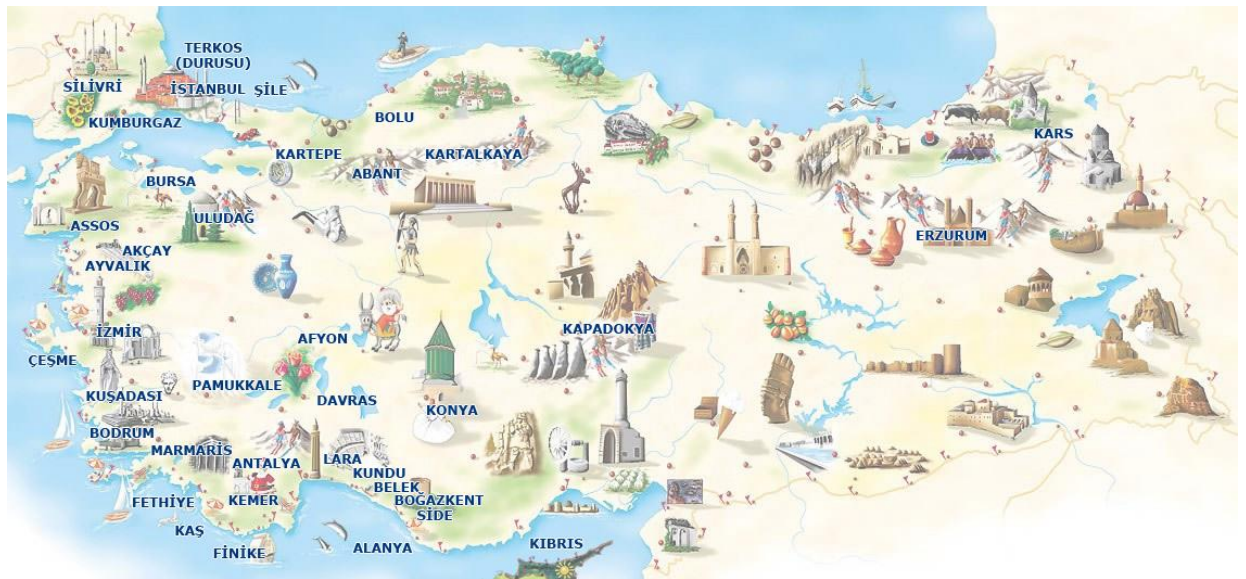 TERKOS
(DURUSU)
SİLİVRİ
İSTANBUL
ŞİLE
KUMBURGAZ
BOLU
KARS
KARTEPE
KARTALKAYA
ABANT
BURSA
ULUDAĞ
ASSOS
ERZURUM
AKÇAY
AYVALIK
İZMİR
AFYON
KAPADOKYA
ÇEŞME
PAMUKKALE
KUŞADASI
DAVRAS
KONYA
BODRUM
MARMARİS
ANTALYA
LARA
KUNDU
BELEK
BOĞAZKENT
SİDE
FETHİYE
KEMER
KAŞ
FİNİKE
ALANYA
KIBRIS